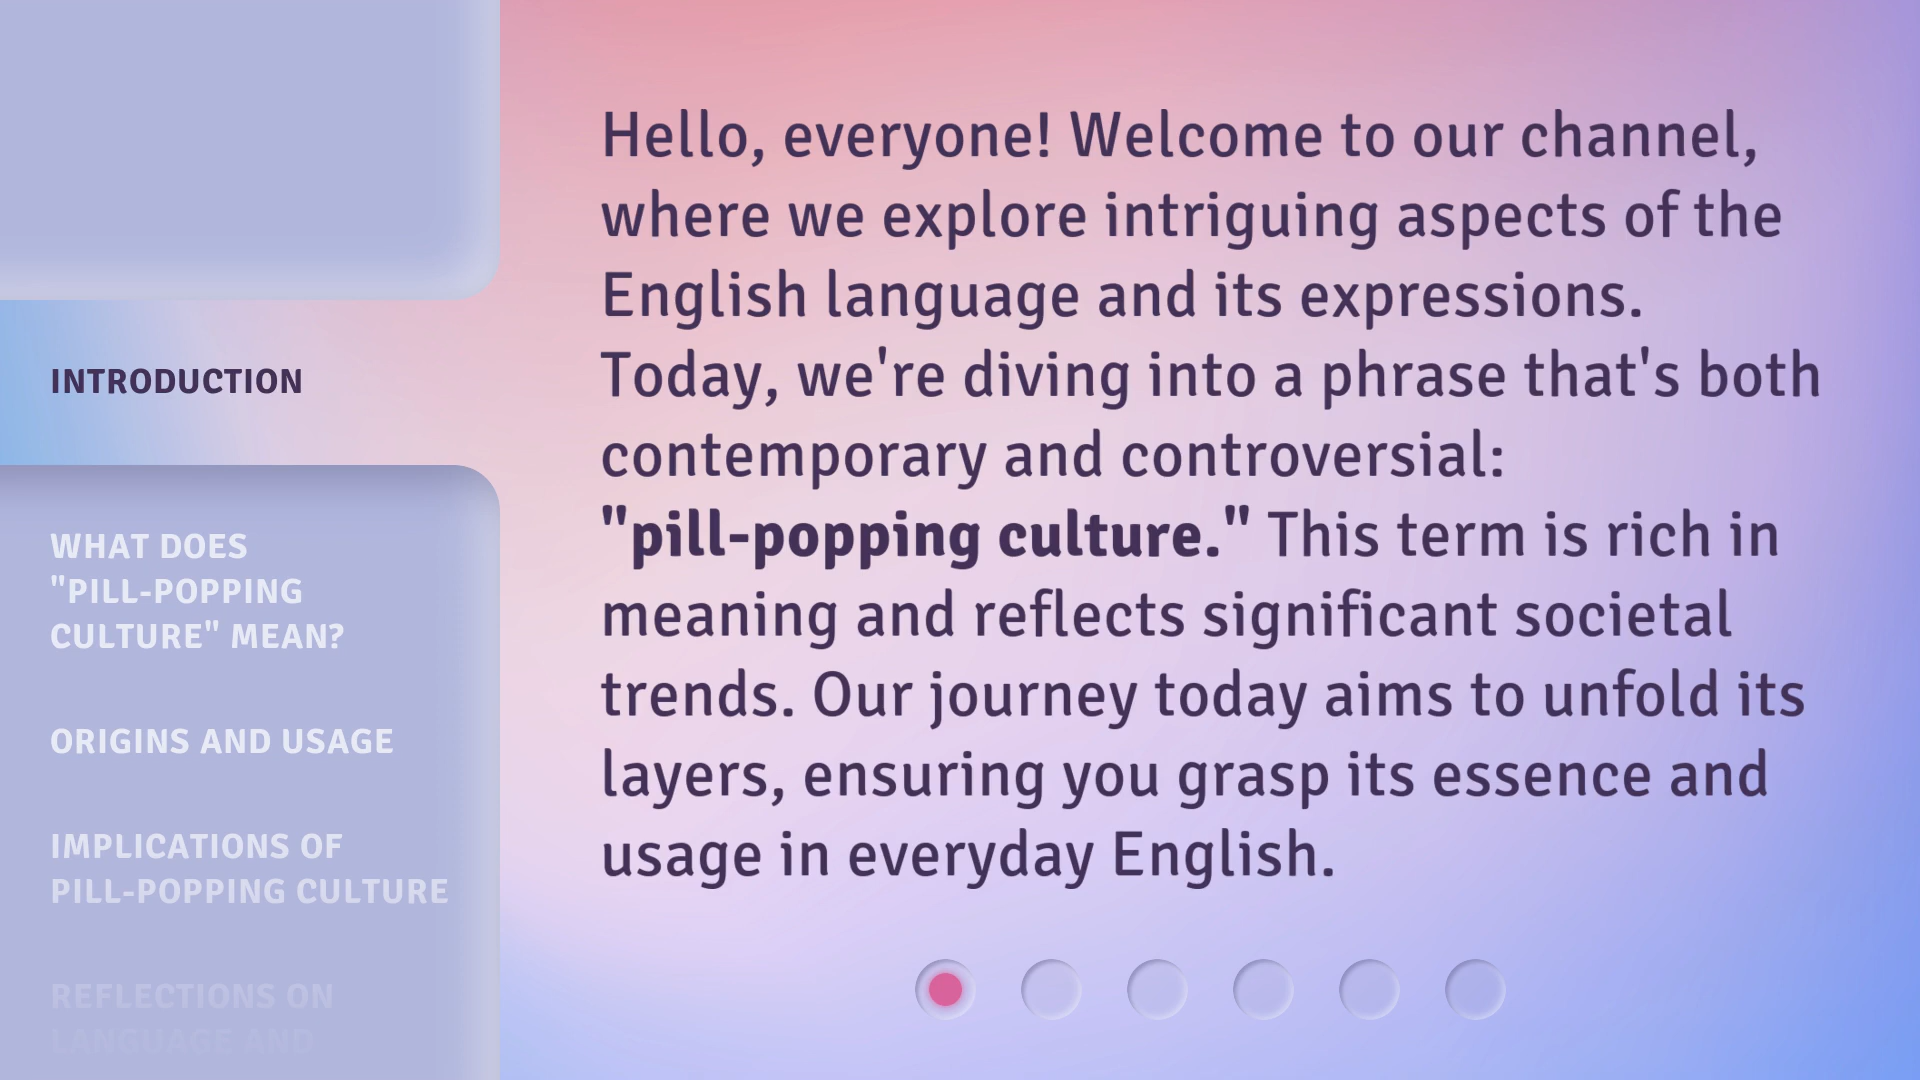 INTRODUCTION
WHAT DOES
"PILL-POPPING
CULTURE" MEAN?
ORIGINS AND USAGE
IMPLICATIONS OF
PILL-POPPING CULTURE
REFLECTIONS ON
LANGUAGE AND
Hello, everyone! Welcome to our channel,
where we explore intriguing aspects of the
English language and its expressions.
Today, we're diving into a phrase that's both
contemporary and controversial:
"pill-popping culture." This term is rich in
meaning and reflects significant societal
trends. Our journey today aims to unfold its
layers, ensuring you grasp its essence and
usage in everyday English.